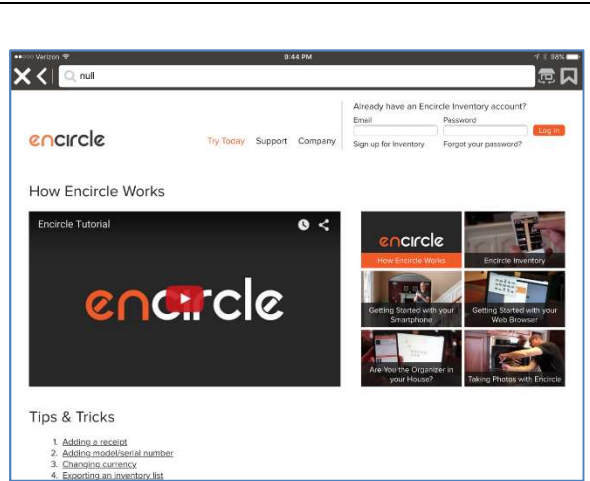 Verizon 9:44 PM 98%
null
Already have an Encircle Inventory account?
Email Password
Log in
Sign up for Inventory Forgot your password?
encircle
Try Today Support Company
How Encircle Works
Encircle Tutorial
encircle
encircle
How Encircle Works
Encircle Inventory
Getting Started with your Smartphone
Getting Started with your Web Browser
Are You the Organizer in your House?
Taking Photos with Encircle
Tips & Tricks
1. Adding a receipt
2. Adding model/serial number
3. Changing currency
4. Exporting an inventory list